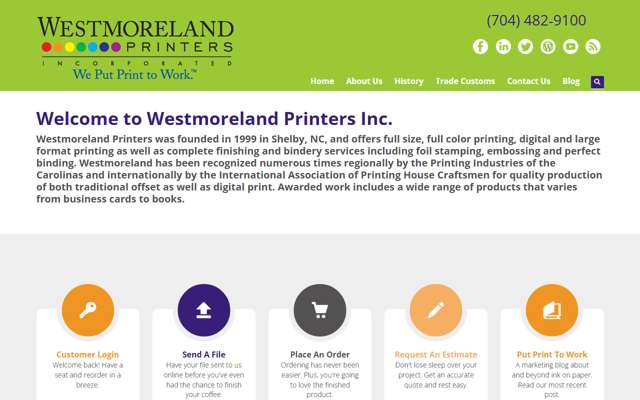 WESTMORELAND
PRINTERS
INCORPORATED
We Put Print to Work.™
(704) 482-9100
Home About Us History Trade Customs Contact Us Blog
Welcome to Westmoreland Printers Inc.
Westmoreland Printers was founded in 1999 in Shelby, NC, and offers full size, full color printing, digital and large
format printing as well as complete finishing and bindery services including foil stamping, embossing and perfect
binding. Westmoreland has been recognized numerous times regionally by the Printing Industries of the
Carolinas and internationally by the International Association of Printing House Craftsmen for quality production
of both traditional offset as well as digital print. Awarded work includes a wide range of products that varies
from business cards to books.
Customer Login
Welcome back! Have a
seat and reorder in a
breeze.
Send A File
Have your file sent to us
online before you've even
had the chance to finish
your coffee.
Place An Order
Ordering has never been
easier. Plus, you're going
to love the finished
product.
Request An Estimate
Don't lose sleep over your
project. Get an accurate
quote and rest easy.
Put Print To Work
A marketing blog about
and beyond ink on paper.
Read our most recent
post.